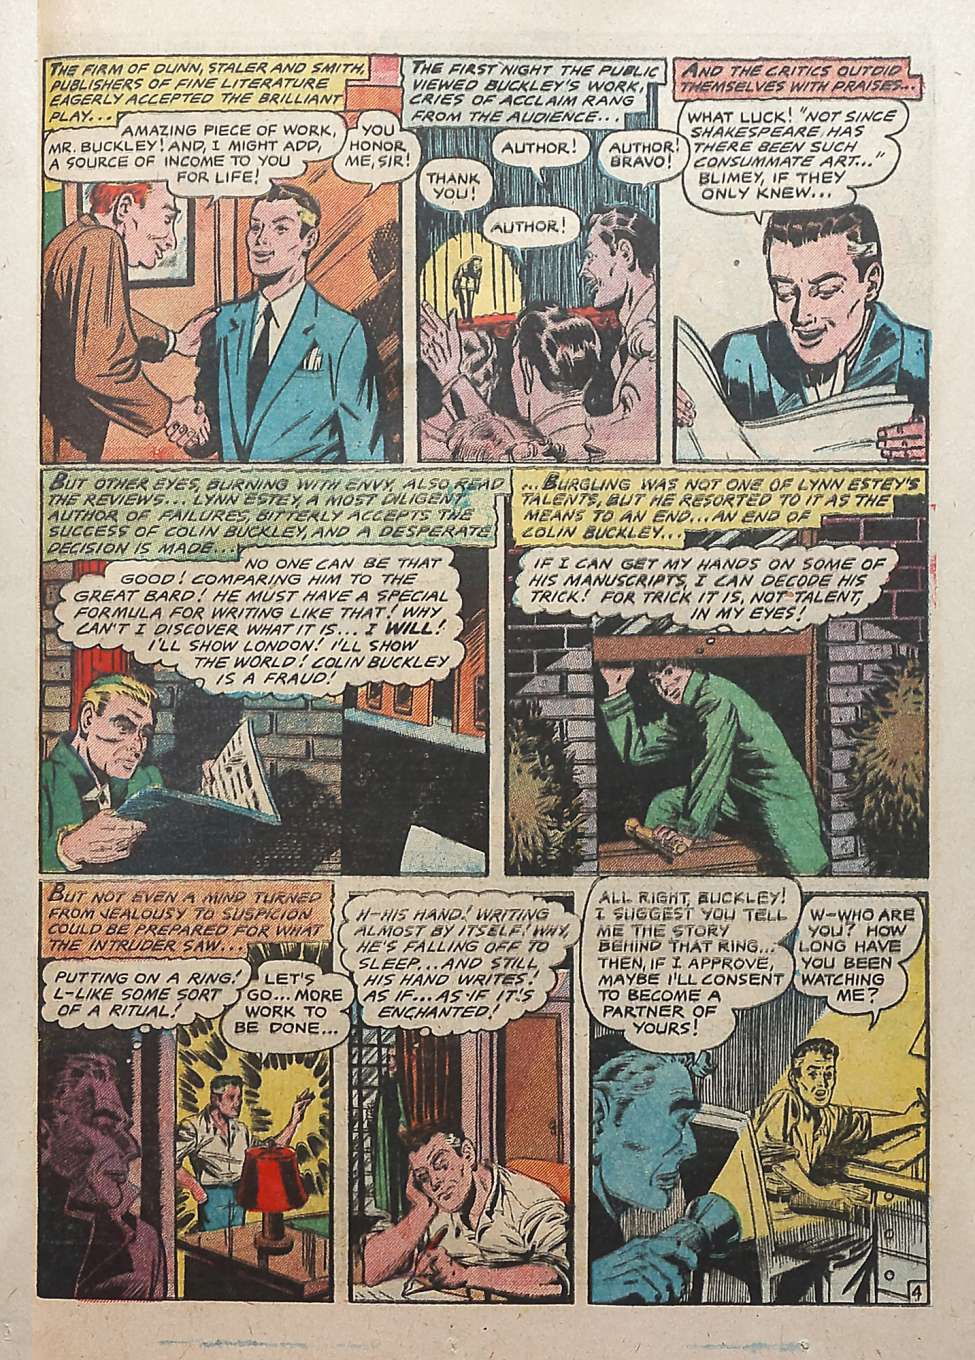 THE FIRM OF DUNN, STALER AND SMITH,
PUBLISHERS OF FINE LITERATURE
EAGERLY ACCEPTED THE BRILLIANT
PLAY...
AMAZING PIECE OF WORK,
MR. BUCKLEY! AND, I MIGHT ADD,
A SOURCE OF INCOME TO YOU
FOR LIFE!
YOU
HONOR
ME, SIR!
THE FIRST NIGHT THE PUBLIC
VIEWED BUCKLEY'S WORK,
CRIES OF ACCLAIM RANG
FROM THE AUDIENCE...
THANK
YOU!
AUTHOR!
AUTHOR!
BRAVO!
AUTHOR!
AND THE CRITICS OUTDID
THEMSELVES WITH PRAISES...
WHAT LUCK! "NOT SINCE
SHAKESPEARE HAS
THERE BEEN SUCH
CONSUMMATE ART..."
BLIMEY, IF THEY
ONLY KNEW...
BUT OTHER EYES, BURNING WITH ENVY, ALSO READ
THE REVIEWS... LYNN ESTEY, A MOST DILIGENT
AUTHOR OF FAILURES, BITTERLY ACCEPTS THE
SUCCESS OF COLIN BUCKLEY, AND A DESPERATE
DECISION IS MADE...
NO ONE CAN BE THAT
GOOD! COMPARING HIM TO THE
GREAT BARD! HE MUST HAVE A SPECIAL
FORMULA FOR WRITING LIKE THAT! WHY
CAN'T I DISCOVER WHAT IT IS... I WILL!
I'LL SHOW LONDON! I'LL SHOW
THE WORLD! COLIN BUCKLEY
IS A FRAUD!
...BURGLING WAS NOT ONE OF LYNN ESTEY'S
TALENTS, BUT HE RESORTED TO IT AS THE
MEANS TO AN END...AN END OF
COLIN BUCKLEY...
IF I CAN GET MY HANDS ON SOME OF
HIS MANUSCRIPTS, I CAN DECODE HIS
TRICK! FOR TRICK IT IS, NOT TALENT,
IN MY EYES!
BUT NOT EVEN A MIND TURNED
FROM JEALOUSY TO SUSPICION
COULD BE PREPARED FOR WHAT
THE INTRUDER SAW...
PUTTING ON A RING!
L-LIKE SOME SORT
OF A RITUAL!
LET'S
GO...MORE
WORK TO
BE DONE...
H-HIS HAND! WRITING
ALMOST BY ITSELF! WHY,
HE'S FALLING OFF TO
SLEEP...AND STILL
HIS HAND WRITES!
AS IF...AS IF IT'S
ENCHANTED!
ALL RIGHT, BUCKLEY!
I SUGGEST YOU TELL
ME THE STORY
BEHIND THAT RING...
THEN, IF I APPROVE,
MAYBE I'LL CONSENT
TO BECOME A
PARTNER OF
YOURS!
W-WHO ARE
YOU? HOW
LONG HAVE
YOU BEEN
WATCHING
ME?
4